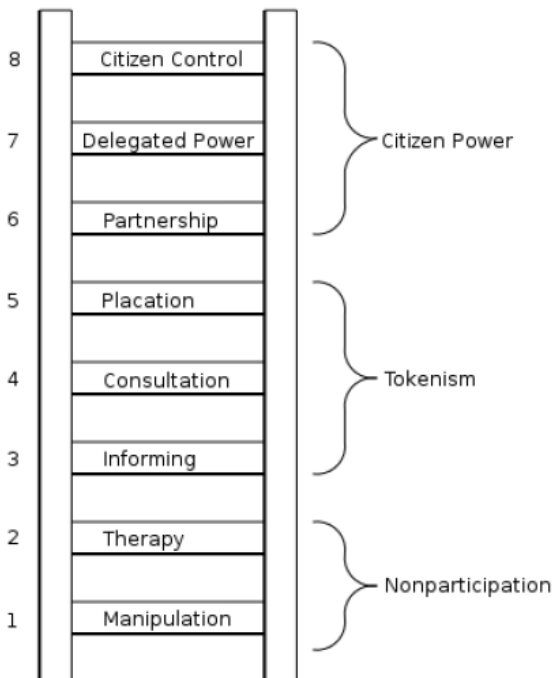 8 Citizen Control
7 Delegated Power Citizen Power
6 Partnership
5 Placation
4 Consultation Tokenism
3 Informing
2 Therapy
Nonparticipation
1 Manipulation